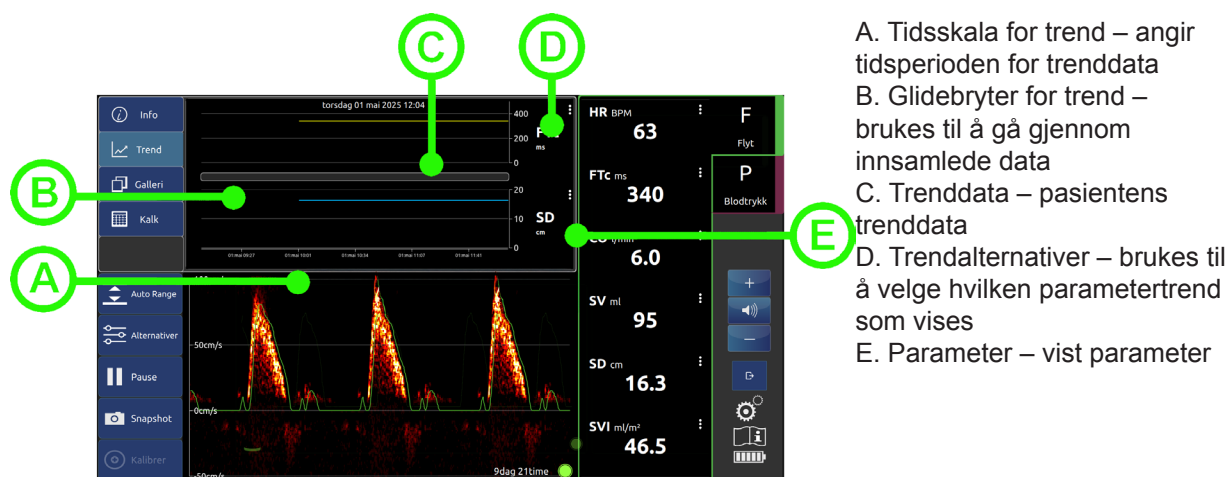 C
D
B
A
E
Info
Trend
Galleri
Kalk
Auto Range
Alternativer
Pause
Snapshot
Kalibrer
torsdag 01 mai 2025 12:04
400
200
0
ms
20
10
0
SD
cm
01:mai 09:27 01:mai 10:01 01:mai 10:34 01:mai 11:07 01:mai 11:41
-50cm/s
0cm/s
-50cm/s
9dag 21time
HR BPM
63
FTc ms
340
6.0
SV ml
95
SD cm
16.3
SVI ml/m²
46.5
F
Flyt
P
Blodtrykk
+
−
A. Tidsskala for trend – angir
tidsperioden for trenddata
B. Glidebryter for trend –
brukes til å gå gjennom
innsamlede data
C. Trenddata – pasientens
trenddata
D. Trendalternativer – brukes til
å velge hvilken parametertrend
som vises
E. Parameter – vist parameter